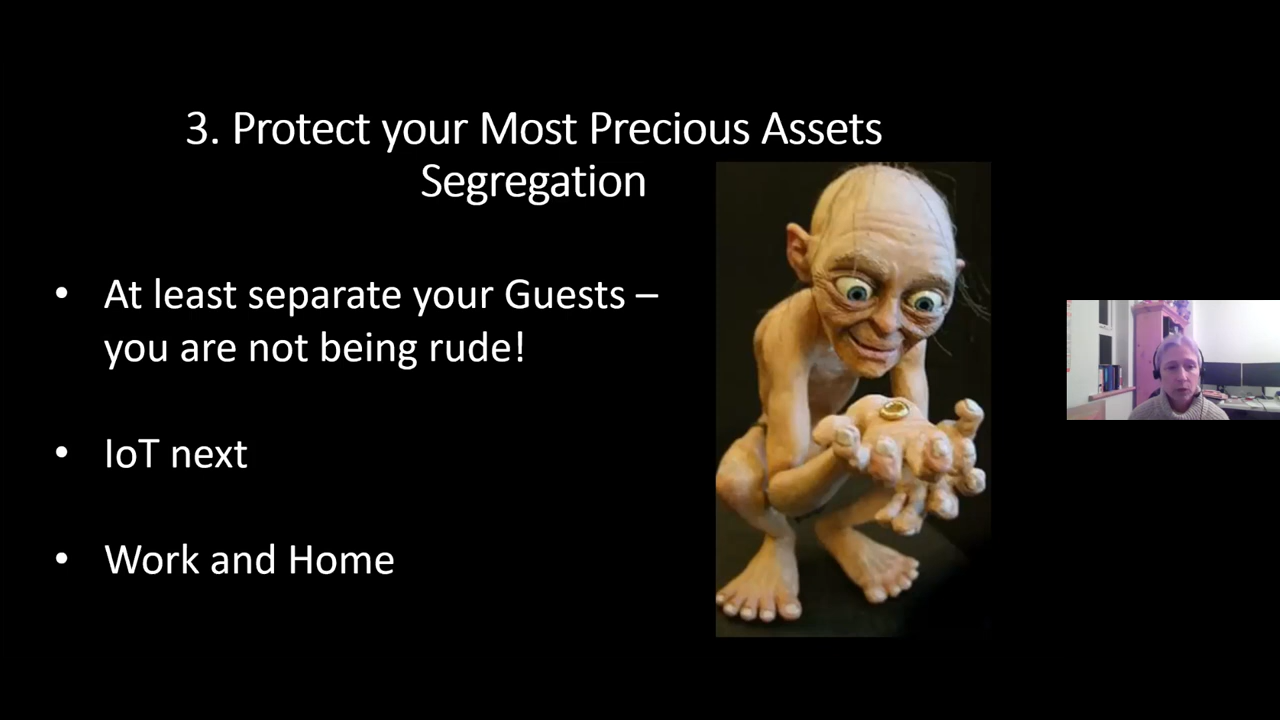 3. Protect your Most Precious Assets
Segregation
• At least separate your Guests –
you are not being rude!
• IoT next
• Work and Home